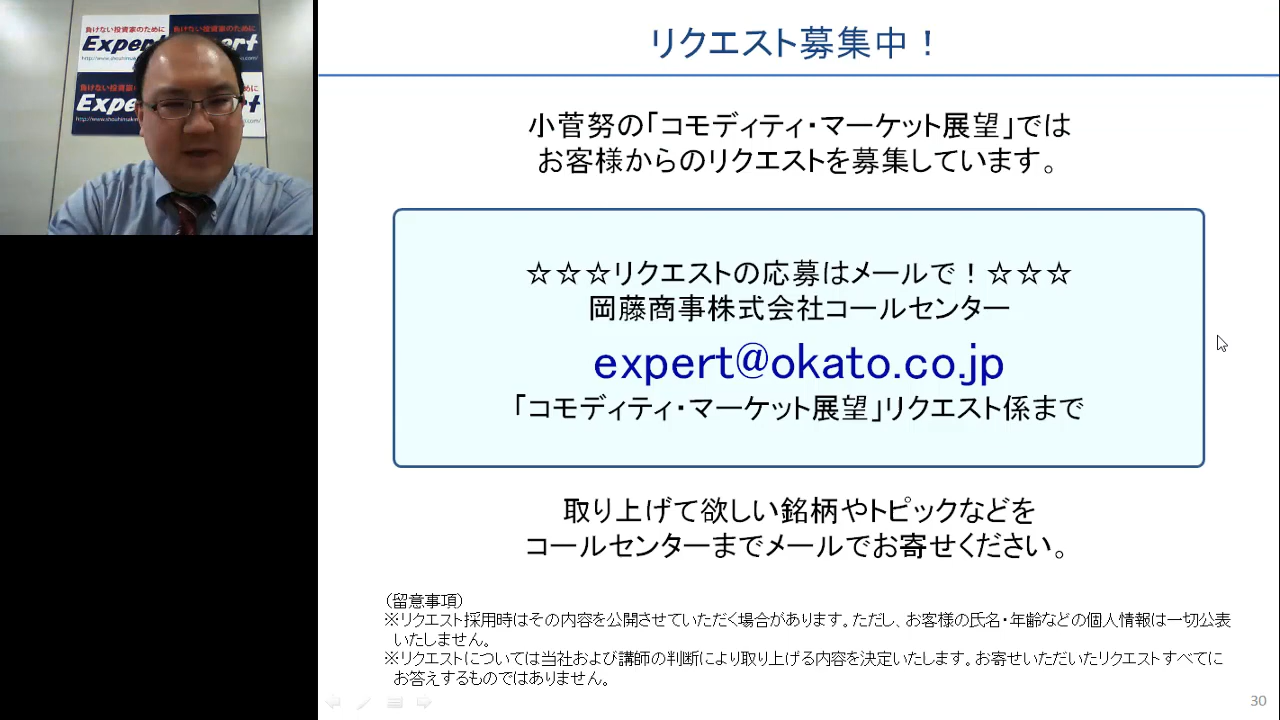 負けない投資家のために
Expert
http://www.shouhinsakim
負けない投資家のために
リクエスト募集中！
小菅努の「コモディティ・マーケット展望」では
お客様からのリクエストを募集しています。
☆☆☆リクエストの応募はメールで！☆☆☆
岡藤商事株式会社コールセンター
expert@okato.co.jp
「コモディティ・マーケット展望」リクエスト係まで
取り上げて欲しい銘柄やトピックなどを
コールセンターまでメールでお寄せください。
（留意事項）
※リクエスト採用時はその内容を公開させていただく場合があります。ただし、お客様の氏名・年齢などの個人情報は一切公表
いたしません。
※リクエストについては当社および講師の判断により取り上げる内容を決定いたします。お寄せいただいたリクエストすべてに
お答えするものではありません。
30